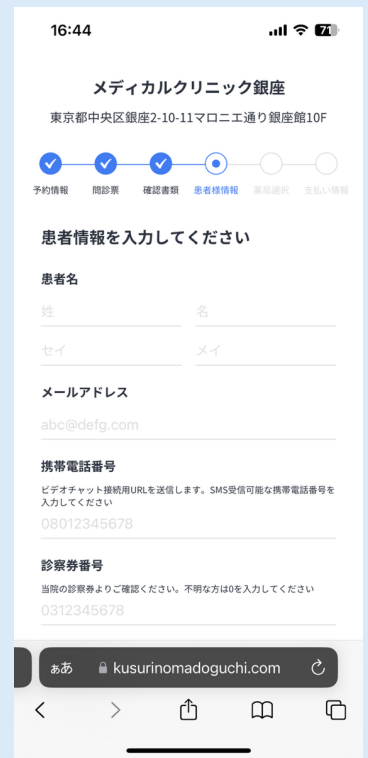 16:44
71
メディカルクリニック銀座
東京都中央区銀座2-10-11マロニエ通り銀座館10F
予約情報 問診票 確認書類 患者様情報 薬局選択 支払い情報
患者情報を入力してください
患者名
姓 名
セイ メイ
メールアドレス
abc@defg.com
携帯電話番号
ビデオチャット接続用URLを送信します。SMS受信可能な携帯電話番号を
入力してください
08012345678
診察券番号
当院の診察券よりご確認ください。不明な方は0を入力してください
0312345678
ぁあ kusurinomadoguchi.com